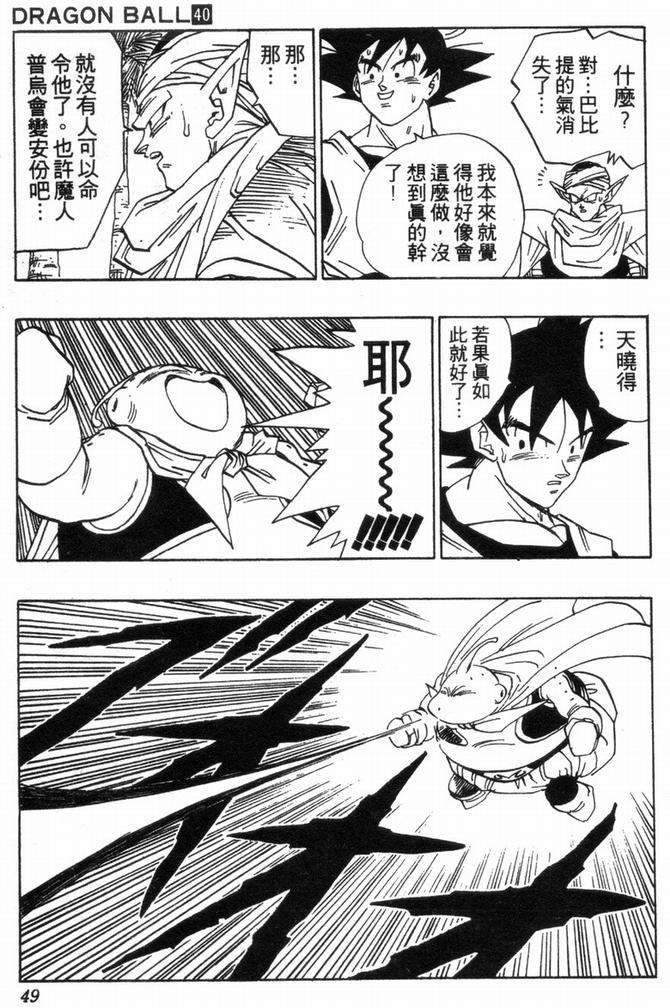 DRAGON BALL 40
什麼?
對…巴比
提的氣消
失了…
我本來就覺
得他好像會
這麼做，沒
想到眞的幹
了！
那…
那…
就沒有人可以命
令他了。也許魔人
普烏會變安份吧…
天曉得
…
若果眞如
此就好了…
耶～～～!!!!!
49